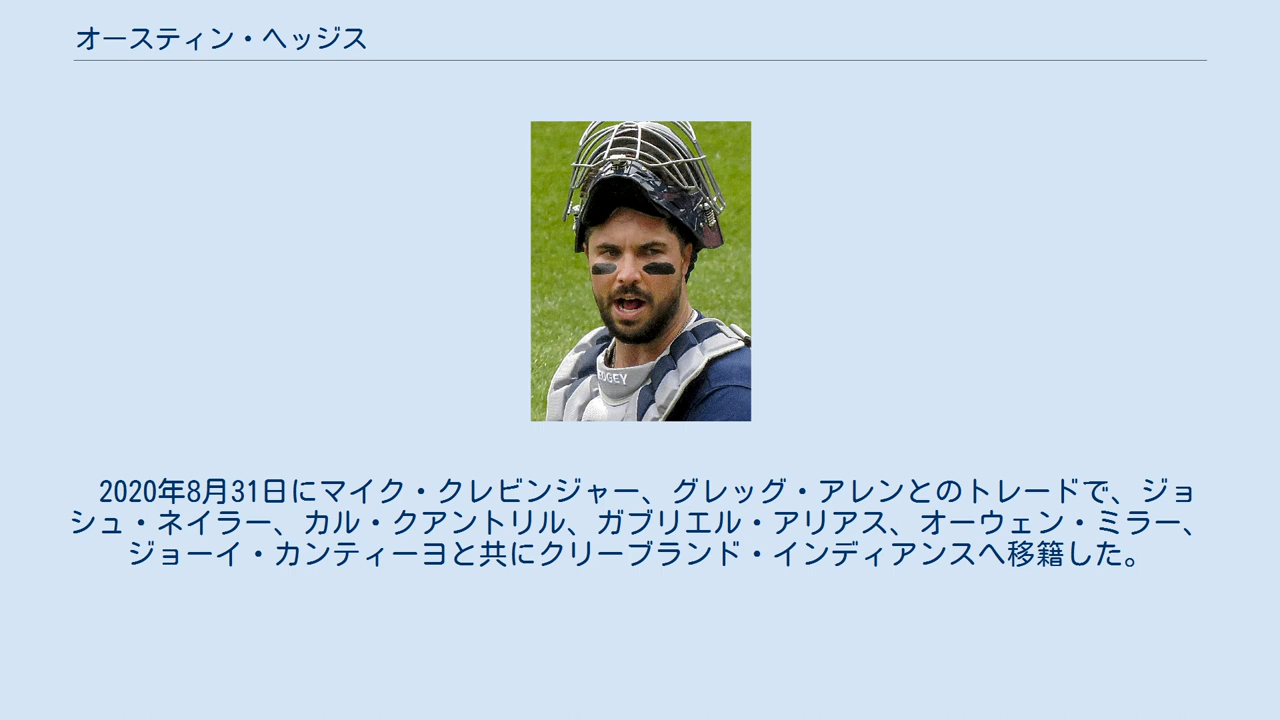 オースティン・ヘッジス
EDGEY
2020年8月31日にマイク・クレビンジャー、グレッグ・アレンとのトレードで、ジョ
シュ・ネイラー、カル・クアントリル、ガブリエル・アリアス、オーウェン・ミラー、
ジョーイ・カンティーヨと共にクリーブランド・インディアンスへ移籍した。